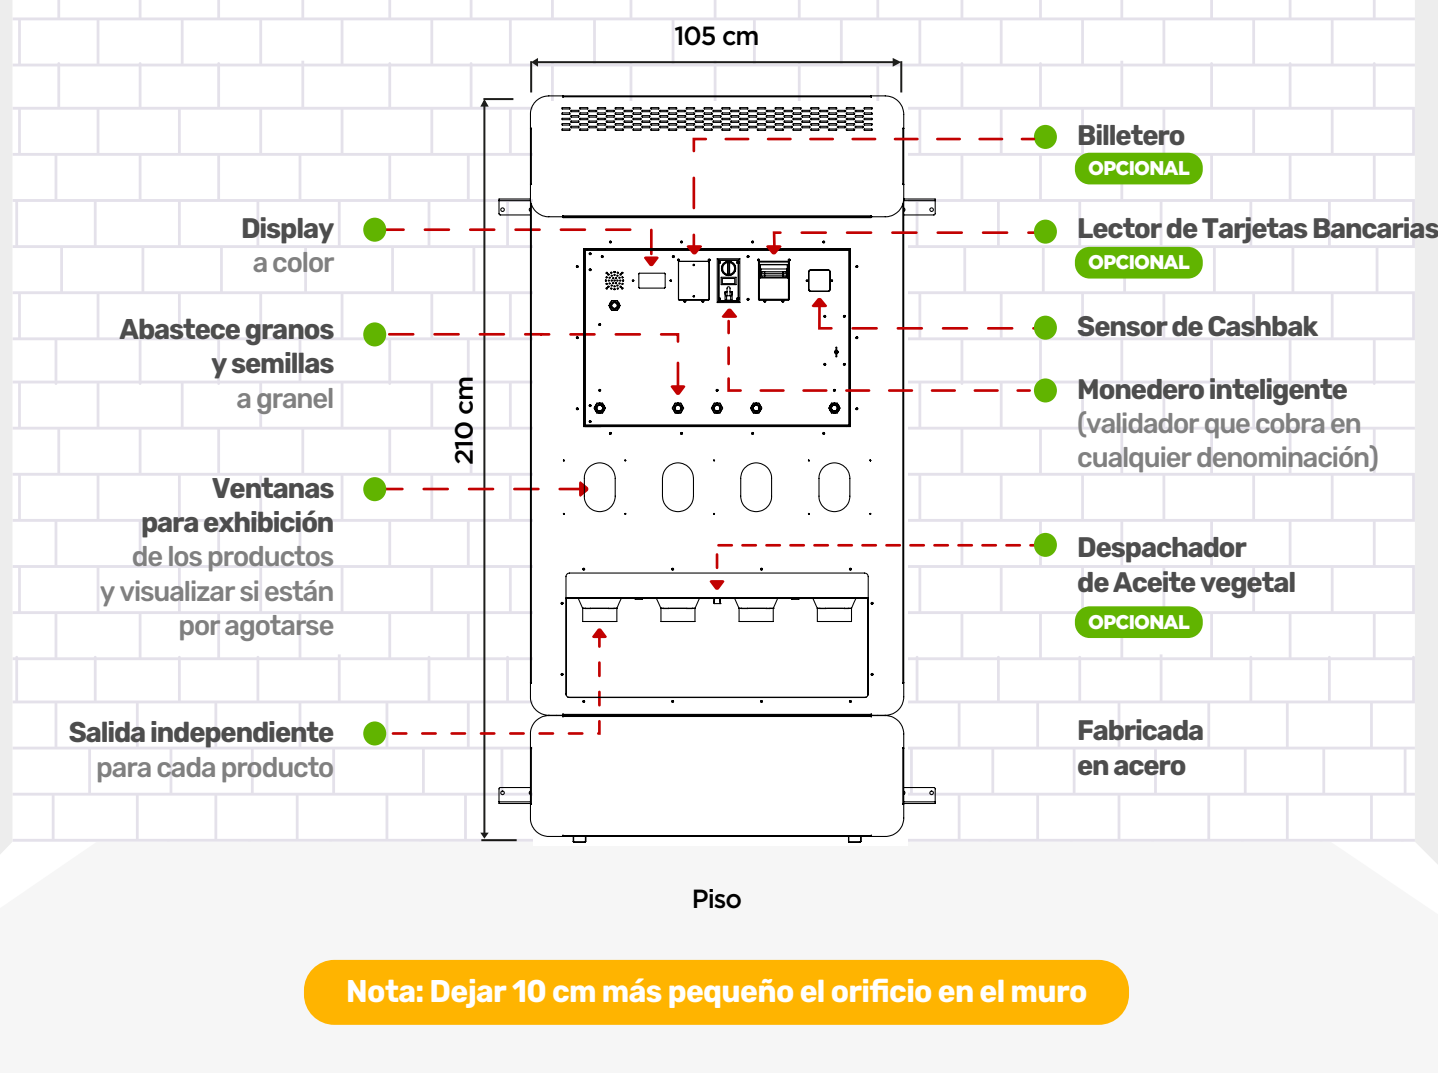 105 cm
210 cm
Display
a color
Abastece granos
y semillas
a granel
Ventanas
para exhibición
de los productos
y visualizar si están
por agotarse
Salida independiente
para cada producto
Billetero
OPCIONAL
Lector de Tarjetas Bancarias
OPCIONAL
Sensor de Cashbak
Monedero inteligente
(validador que cobra en
cualquier denominación)
Despachador
de Aceite vegetal
OPCIONAL
Fabricada
en acero
Piso
Nota: Dejar 10 cm más pequeño el orificio en el muro